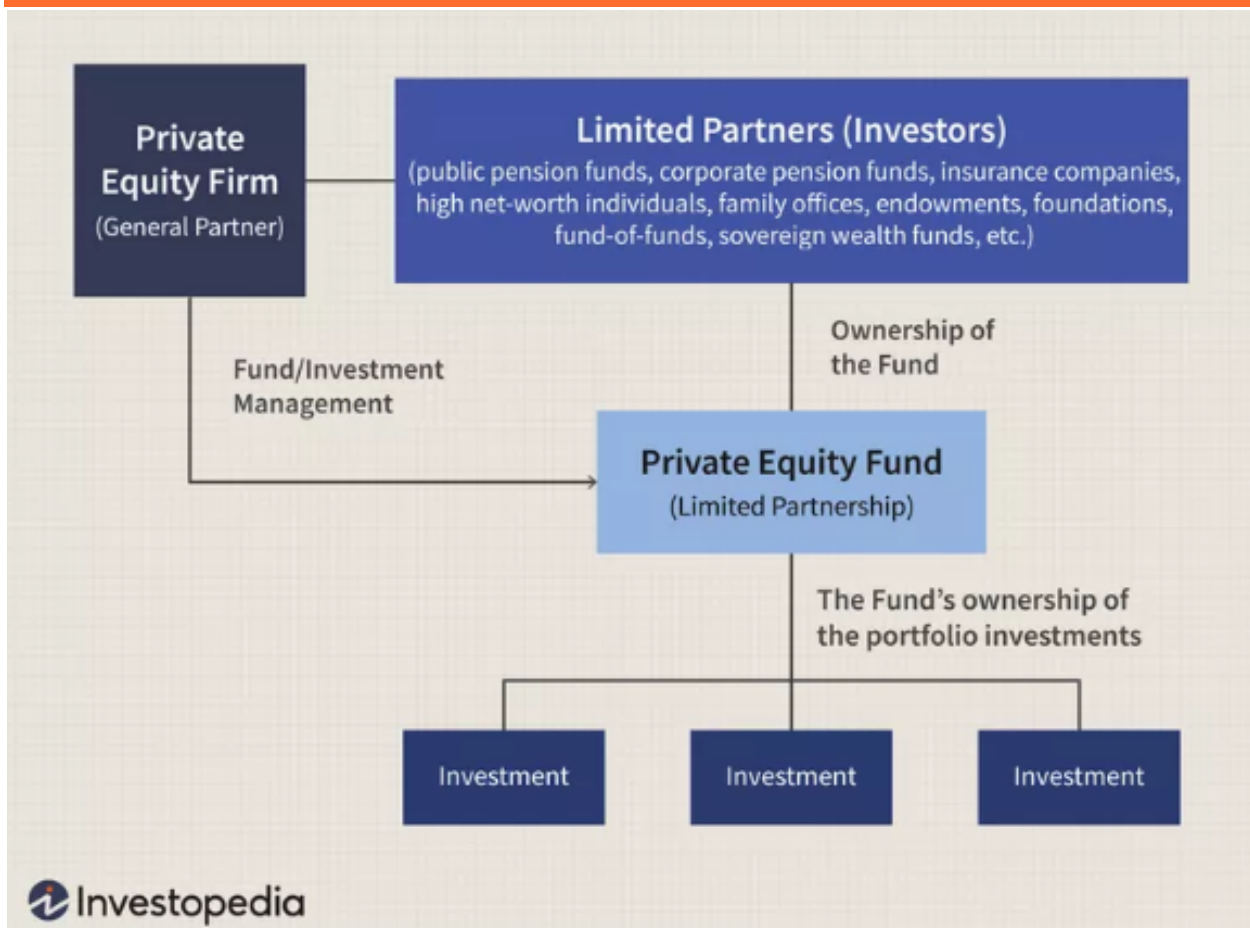 Private
Equity Firm
(General Partner)
Limited Partners (Investors)
(public pension funds, corporate pension funds, insurance companies,
high net-worth individuals, family offices, endowments, foundations,
fund-of-funds, sovereign wealth funds, etc.)
Fund/Investment
Management
Ownership of
the Fund
Private Equity Fund
(Limited Partnership)
The Fund’s ownership of
the portfolio investments
Investment
Investment
Investment
Investopedia